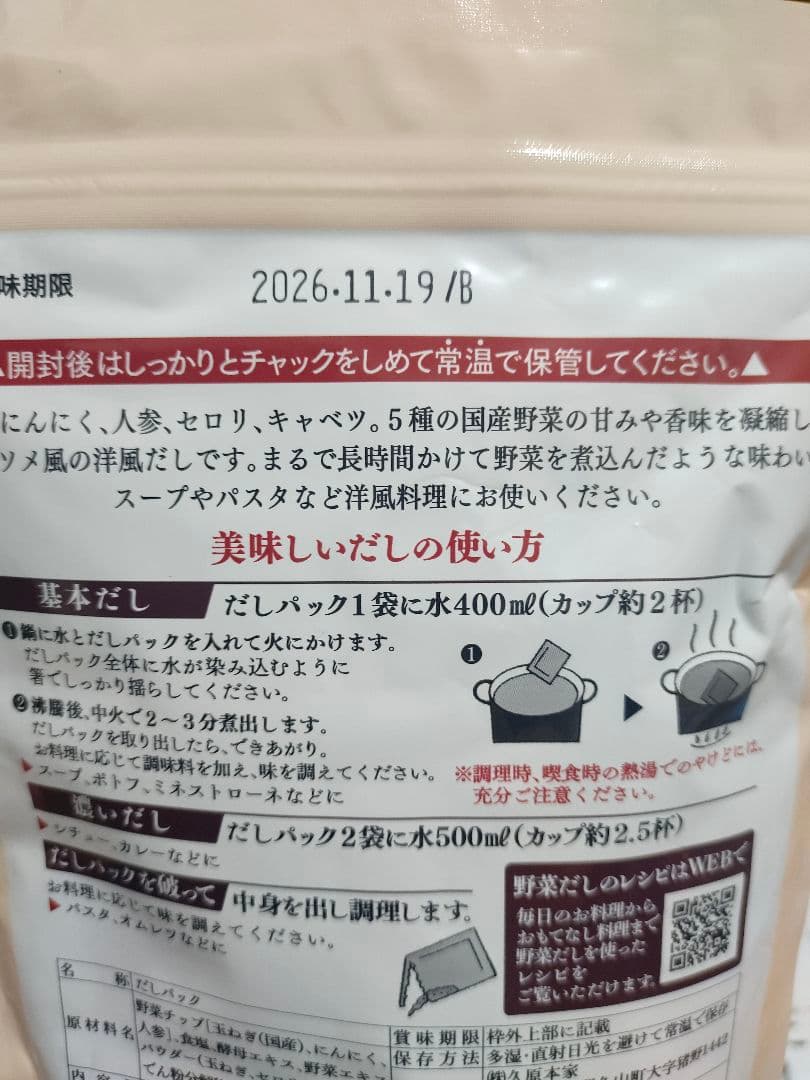 味期限 2026.11.19/B
開封後はしっかりとチャックをしめて常温で保管してください。▲
にんにく、人参、セロリ、キャベツ。5種の国産野菜の甘みや香味を凝縮し
ソメ風の洋風だしです。まるで長時間かけて野菜を煮込んだような味わい
スープやパスタなど洋風料理にお使いください。
美味しいだしの使い方
基本だし だしパック1袋に水400㎖(カップ約2杯)
❶鍋に水とだしパックを入れて火にかけます。
だしパック全体に水が染み込むように
箸でしっかり揺らしてください。
❷沸騰後、中火で2〜3分煮出します。
だしパックを取り出したら、できあがり。
お料理に応じて調味料を加え、味を調えてください。
▶スープ、ポトフ、ミネストローネなどに
❶ ▶ ❷
※調理時、喫食時の熱湯でのやけどには、
充分ご注意ください。
濃いだし だしパック2袋に水500㎖(カップ約2.5杯)
▶シチュー、カレーなどに
だしパックを破って 中身を出し調理します。
お料理に応じて味を調えてください。
▶パスタ、オムレツなどに
野菜だしのレシピはWEBで
毎日のお料理から
おもてなし料理まで
野菜だしを使った
レシピを
ご覧いただけます。
名称 だしパック
原材料名 野菜チップ[玉ねぎ(国産)、にんにく、
人参]、食塩、酵母エキス、野菜エキス
パウダー(玉ねぎ、セロ
でん粉分
内容
賞味期限 枠外上部に記載
保存方法 多湿・直射日光を避けて常温で保存
㈱久原本家
山町大字猪野1442